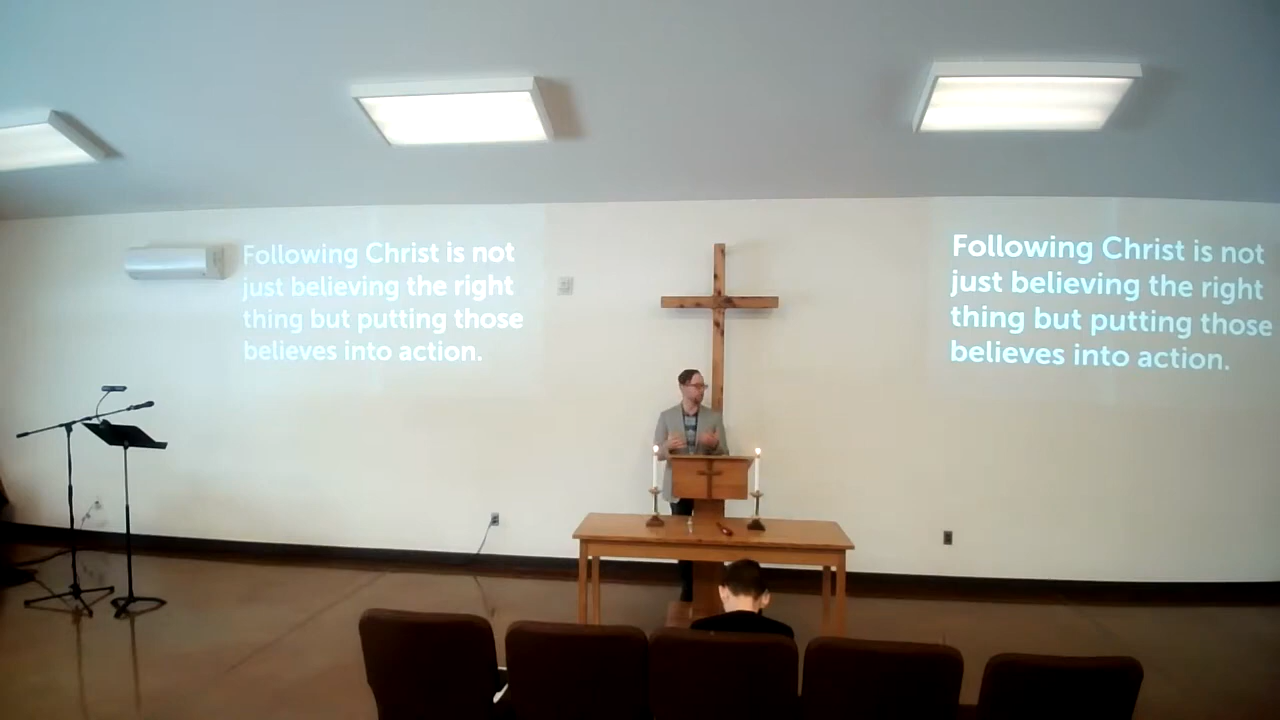 Following Christ is not
just believing the right
thing but putting those
believes into action.
Following Christ is not
just believing the right
thing but putting those
believes into action.